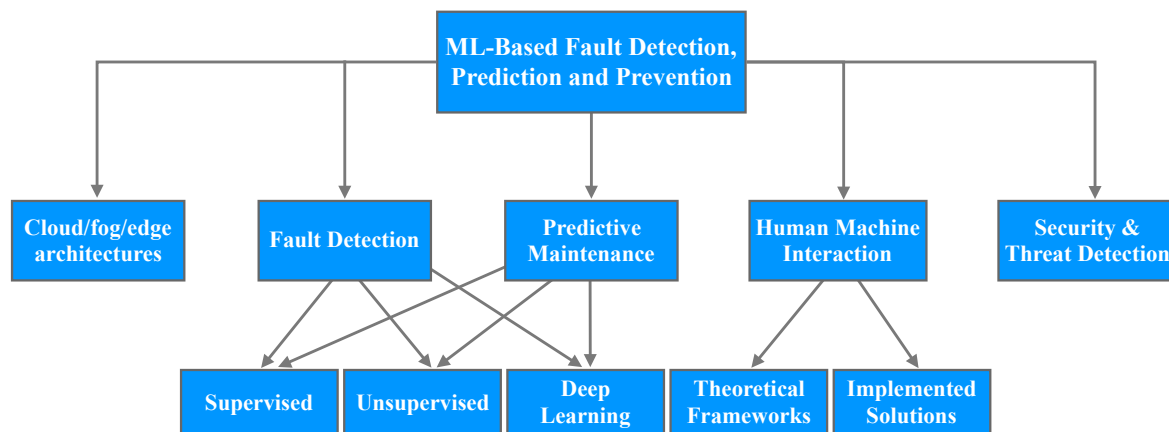 ML-Based Fault Detection,
Prediction and Prevention
Cloud/fog/edge
architectures
Fault Detection
Predictive
Maintenance
Human Machine
Interaction
Security &
Threat Detection
Supervised
Unsupervised
Deep
Learning
Theoretical
Frameworks
Implemented
Solutions